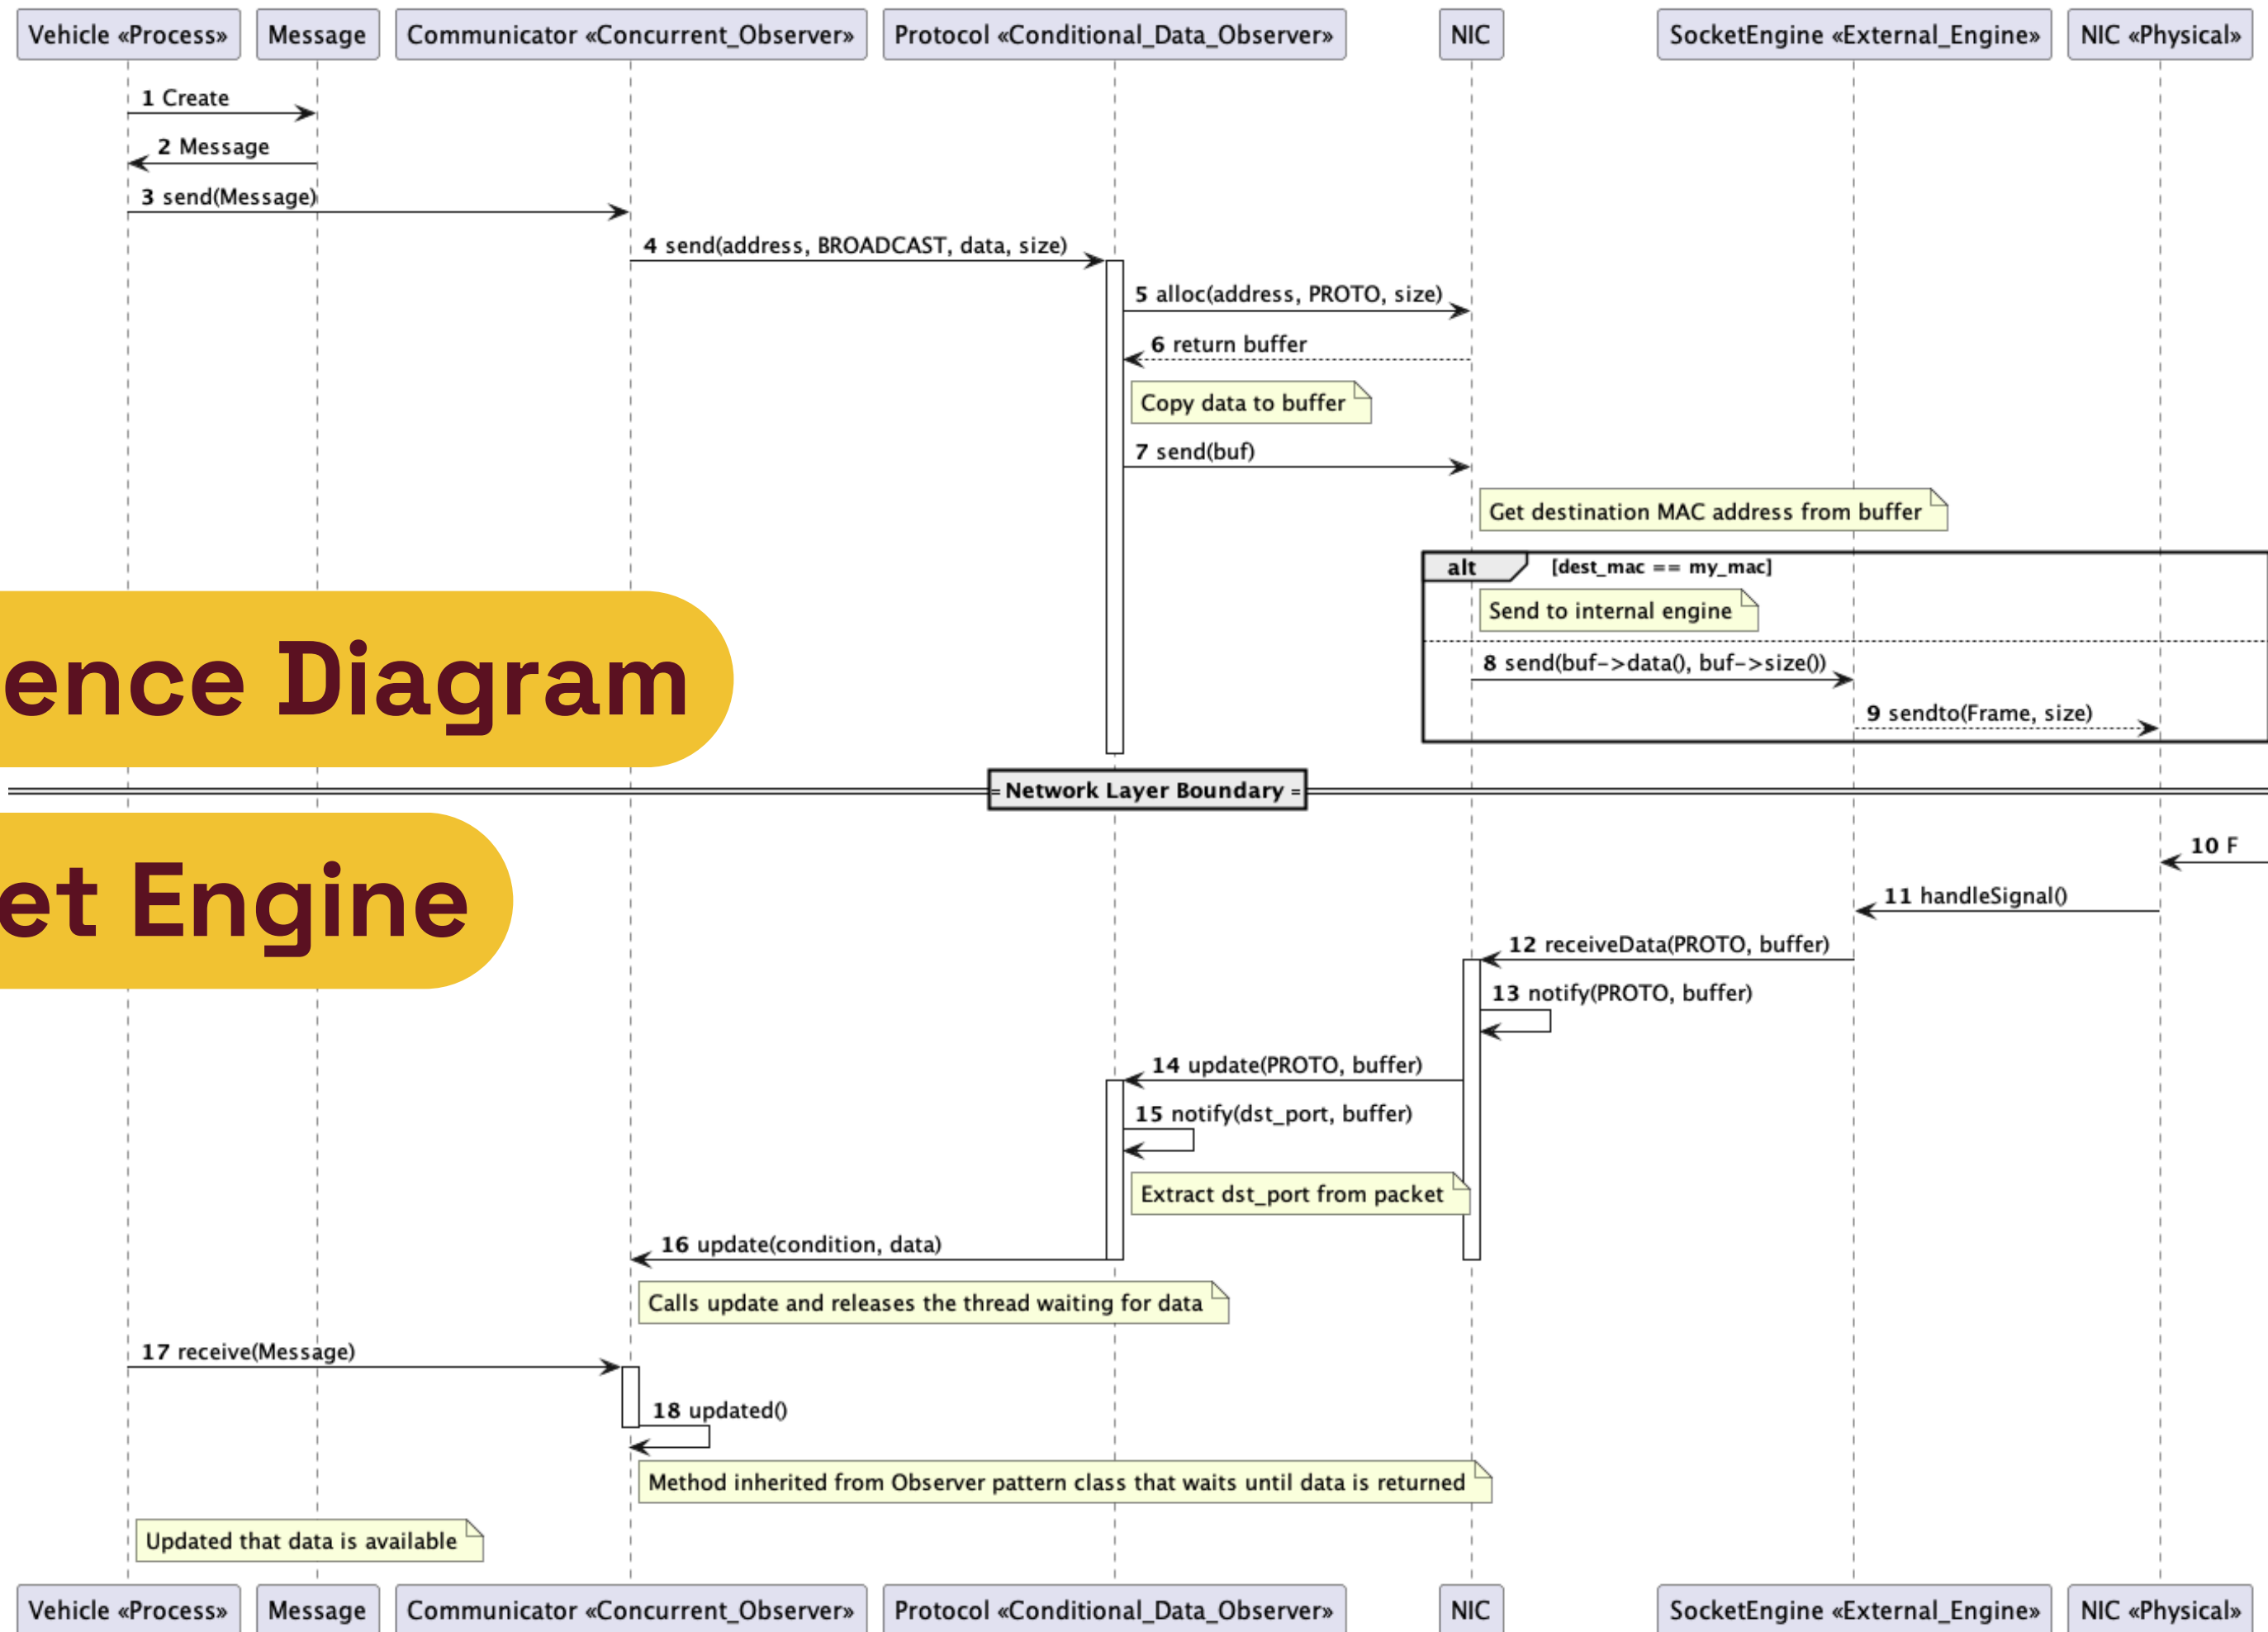 Vehicle «Process» Message Communicator «Concurrent_Observer» Protocol «Conditional_Data_Observer» NIC SocketEngine «External_Engine» NIC «Physical»
1 Create
2 Message
3 send(Message)
4 send(address, BROADCAST, data, size)
5 alloc(address, PROTO, size)
6 return buffer
Copy data to buffer
7 send(buf)
Get destination MAC address from buffer
alt [dest_mac == my_mac]
Send to internal engine
8 send(buf->data(), buf->size())
ence Diagram
9 sendto(Frame, size)
= Network Layer Boundary =
10 F
et Engine
11 handleSignal()
12 receiveData(PROTO, buffer)
13 notify(PROTO, buffer)
14 update(PROTO, buffer)
15 notify(dst_port, buffer)
Extract dst_port from packet
16 update(condition, data)
Calls update and releases the thread waiting for data
17 receive(Message)
18 updated()
Method inherited from Observer pattern class that waits until data is returned
Updated that data is available
Vehicle «Process» Message Communicator «Concurrent_Observer» Protocol «Conditional_Data_Observer» NIC SocketEngine «External_Engine» NIC «Physical»